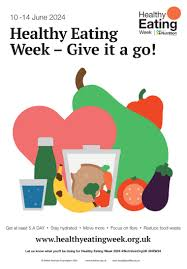 10 -14 June 2024
Healthy
Eating
Week
Nutrition
Healthy Eating
Week – Give it a go!
Get at least 5 A DAY • Stay hydrated • Move more • Focus on fibre • Reduce food waste
www.healthyeatingweek.org.uk